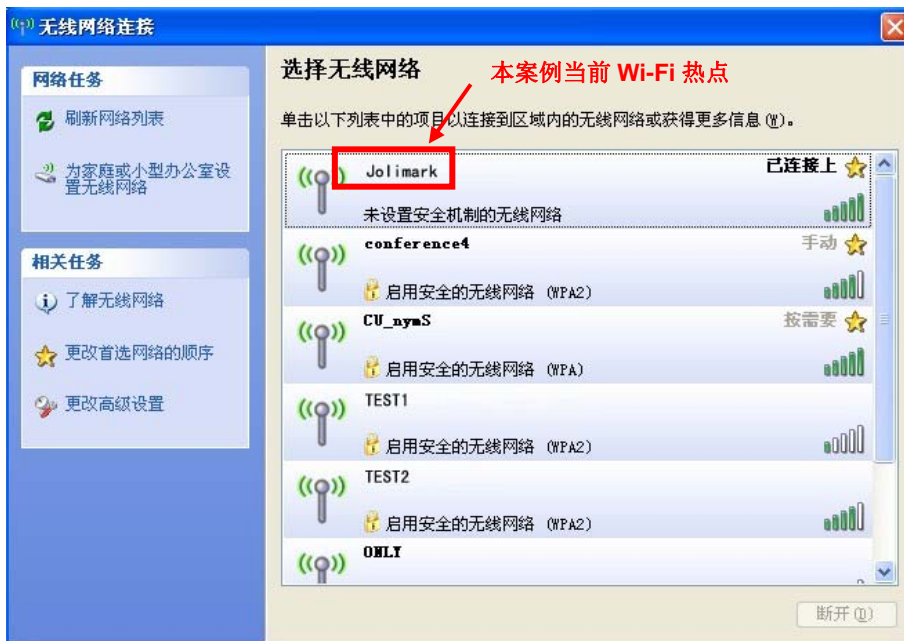 无线网络连接
网络任务
刷新网络列表
为家庭或小型办公室设
置无线网络
相关任务
了解无线网络
更改首选网络的顺序
更改高级设置
选择无线网络
本案例当前 Wi-Fi 热点
单击以下列表中的项目以连接到区域内的无线网络或获得更多信息(W)。
Jolimark
已连接上
未设置安全机制的无线网络
conference4
手动
启用安全的无线网络 (WPA2)
CU_nymS
按需要
启用安全的无线网络 (WPA)
TEST1
启用安全的无线网络 (WPA2)
TEST2
启用安全的无线网络 (WPA2)
ONLY
断开(D)